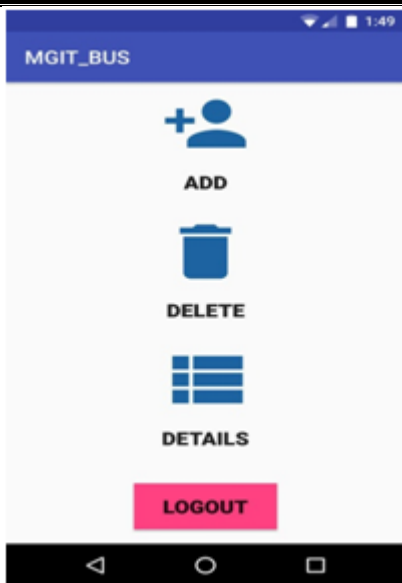 1:49
MGIT_BUS
ADD
DELETE
DETAILS
LOGOUT